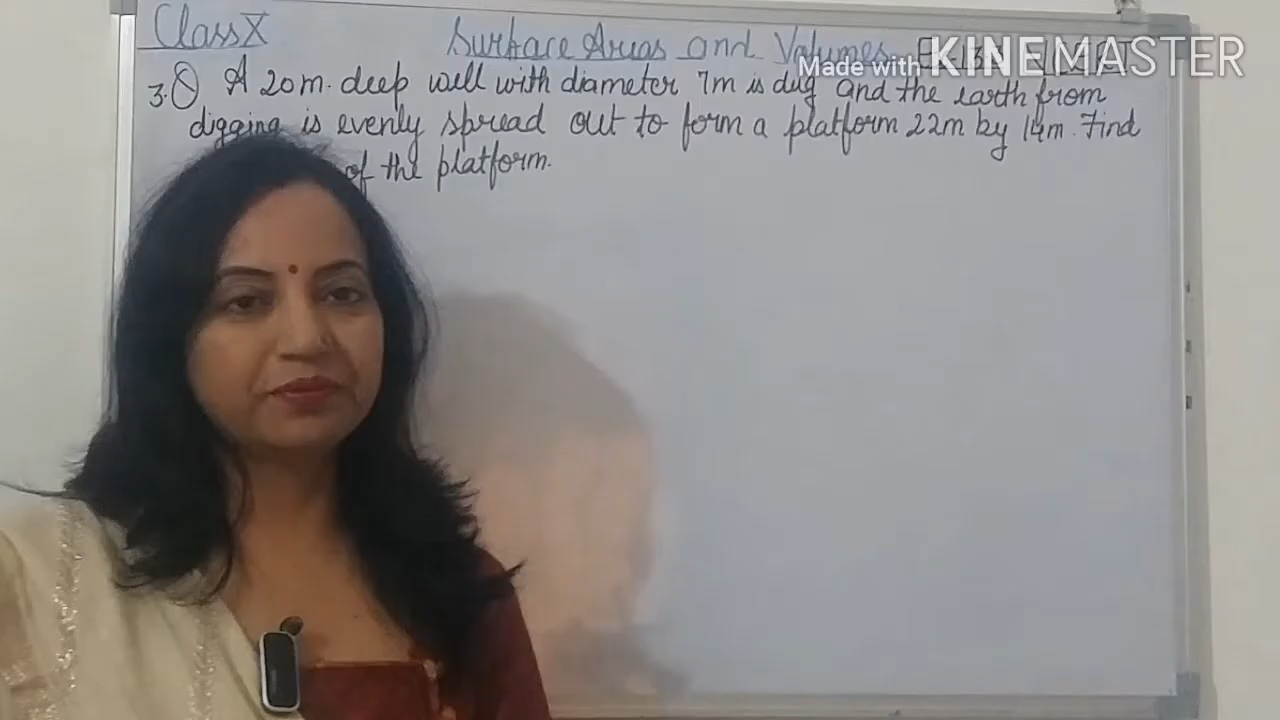 Class X
Surface Areas and Volumes
Made with KINEMASTER
3. Q A 20m. deep well with diameter 7m is dug and the earth from
digging is evenly spread out to form a platform 22m by 14m. Find
of the platform.